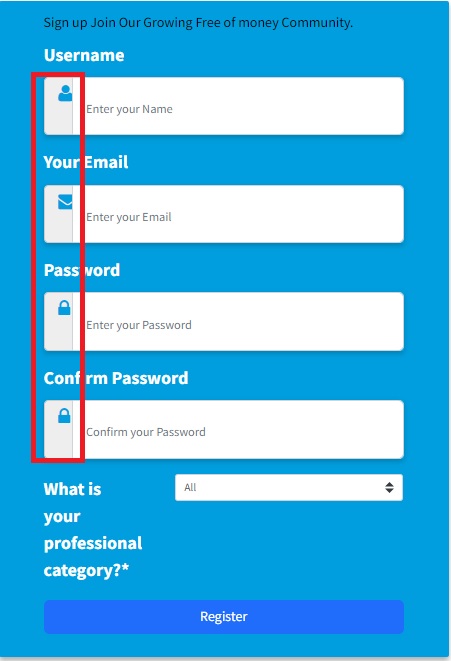 Sign up Join Our Growing Free of money Community.
Username
Enter your Name
Your Email
Enter your Email
Password
Enter your Password
Confirm Password
Confirm your Password
What is
your
professional
category?*
All
Register